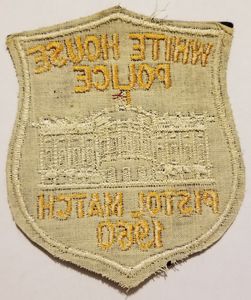 WHITE HOUSE
POLICE
PISTOL MATCH
1960